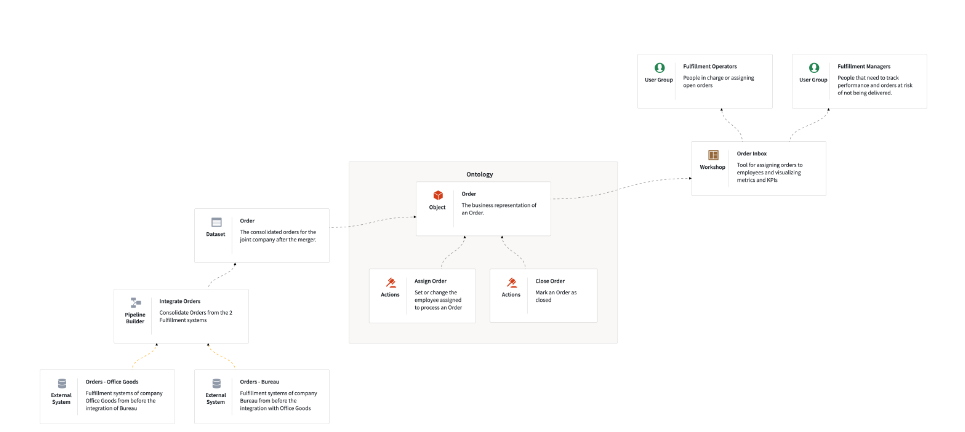 Fulfillment Operators
User Group
People in charge or assigning
open orders
Fulfillment Managers
User Group
People that need to track
performance and orders at risk
of not being delivered.
Order Inbox
Workshop
Tool for assigning orders to
employees and visualizing
metrics and KPIs
Ontology
Order
Object
The business representation of
an Order.
Order
Dataset
The consolidated orders for the
joint company after the merger.
Assign Order
Actions
Set or change the
employee assigned
to process an Order
Close Order
Actions
Mark an Order as
closed
Integrate Orders
Pipeline
Builder
Consolidate Orders from the 2
Fulfillment systems
Orders - Office Goods
External
System
Fulfillment systems of company
Office Goods from before the
integration of Bureau
Orders - Bureau
External
System
Fulfillment systems of company
Bureau from before the
integration with Office Goods